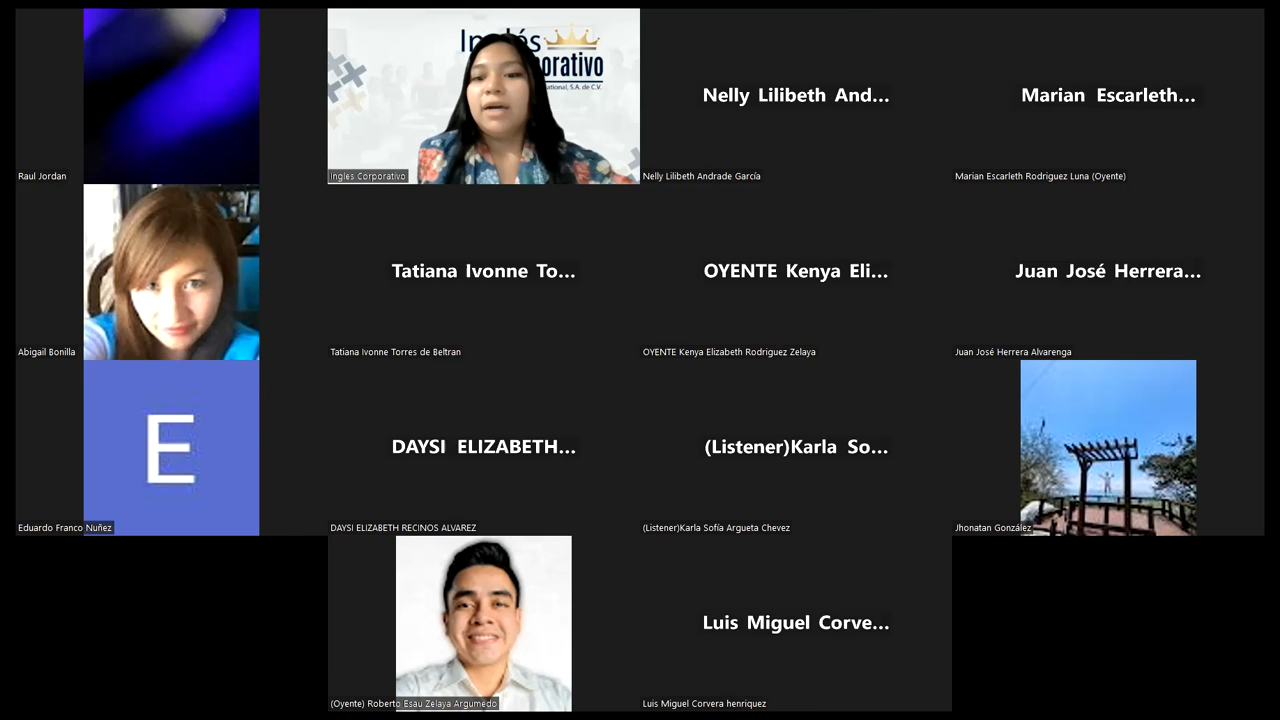 Inglés
orativo
national, S.A. de C.V.
Nelly Lilibeth And...
Marian Escarleth...
Raul Jordan
Ingles Corporativo
Nelly Lilibeth Andrade García
Marian Escarleth Rodriguez Luna (Oyente)
Tatiana Ivonne To...
OYENTE Kenya Eli...
Juan José Herrera...
Abigail Bonilla
Tatiana Ivonne Torres de Beltran
OYENTE Kenya Elizabeth Rodriguez Zelaya
Juan José Herrera Alvarenga
E
DAYSI ELIZABETH...
(Listener)Karla So...
Eduardo Franco Nuñez
DAYSI ELIZABETH RECINOS ALVAREZ
(Listener)Karla Sofía Argueta Chevez
Jhonatan González
Luis Miguel Corve...
(Oyente) Roberto Esaú Zelaya Argumedo
Luis Miguel Corvera henriquez